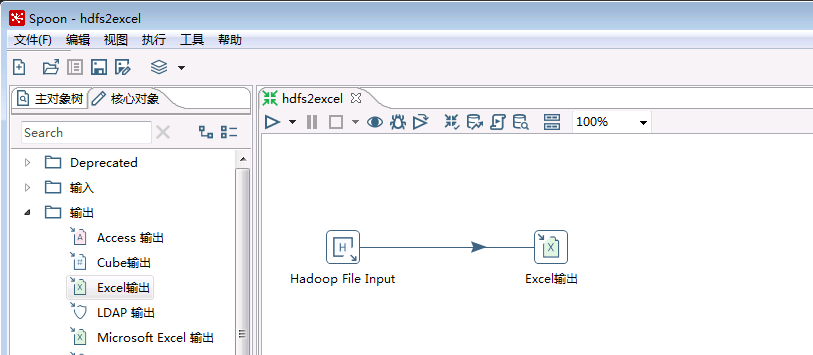 Spoon - hdfs2excel
文件(F) 编辑 视图 执行 工具 帮助
主对象树 核心对象
hdfs2excel
Search
100%
Deprecated
输入
输出
Access 输出
Cube输出
Excel输出
LDAP 输出
Microsoft Excel 输出
H
Hadoop File Input
Excel输出